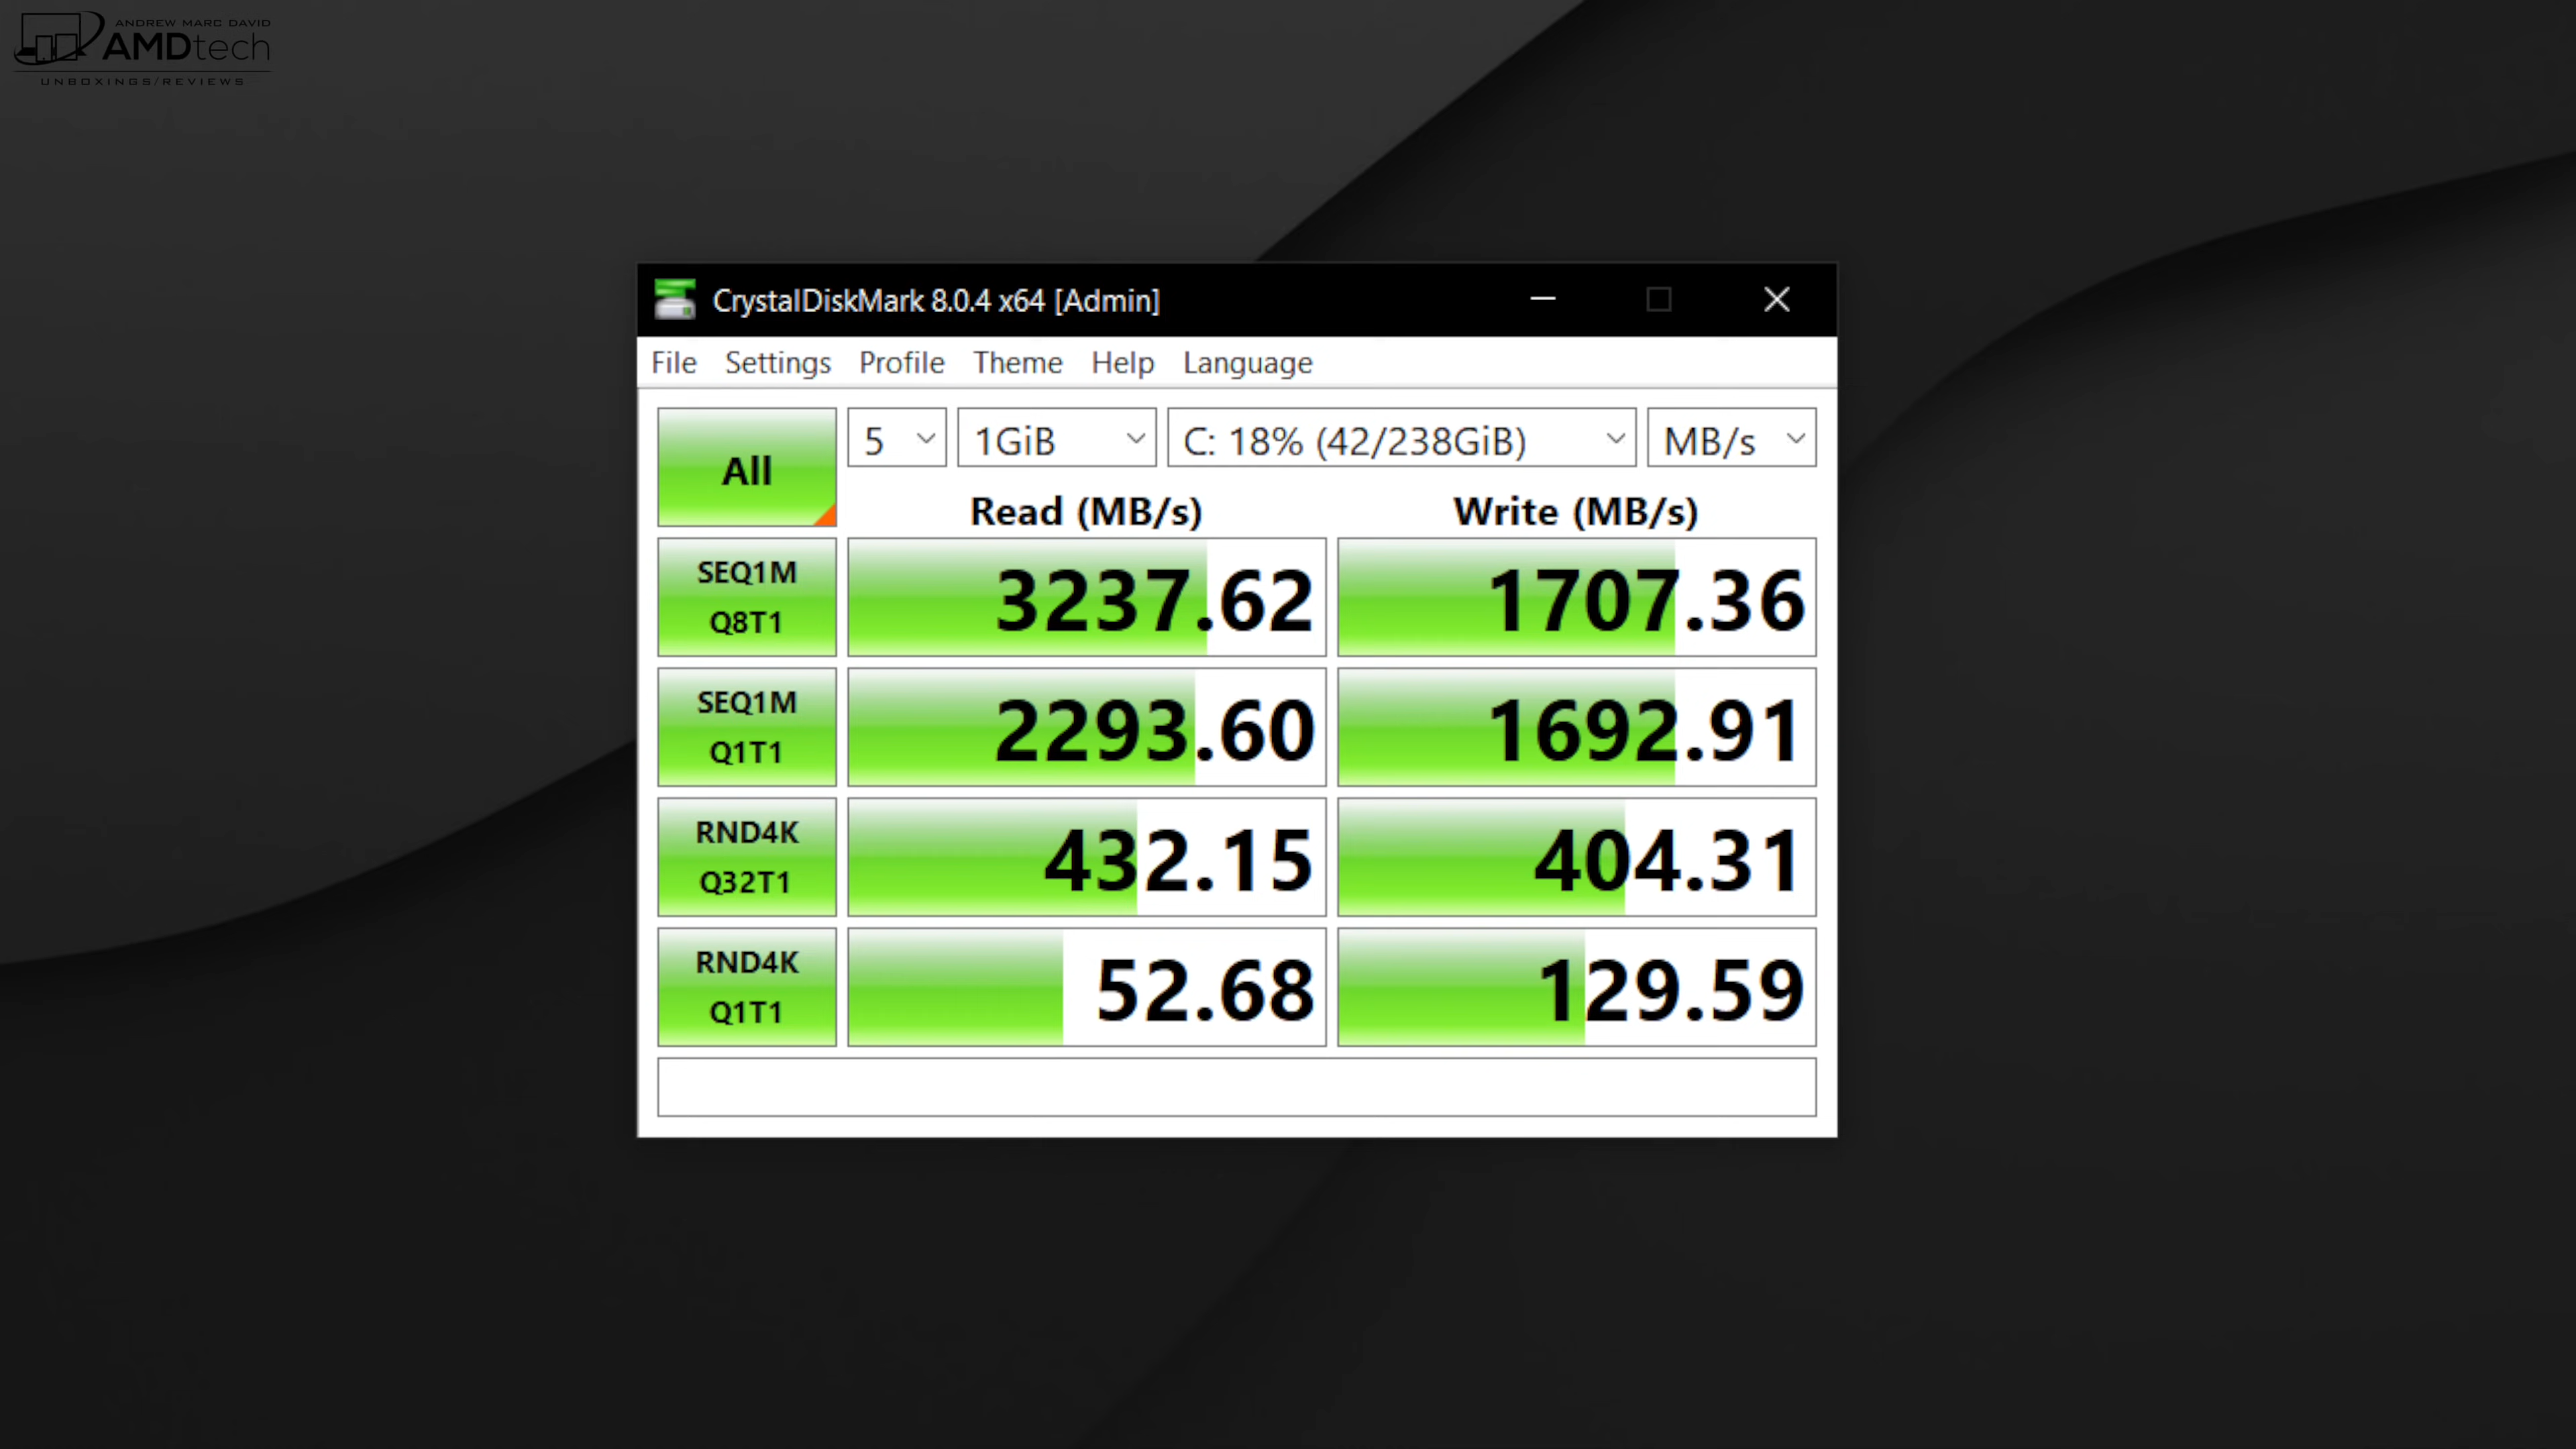 ANDREW MARC DAVID
AMDtech
UNBOXINGS/REVIEWS
CrystalDiskMark 8.0.4 x64 [Admin]
File Settings Profile Theme Help Language
All 5 1GiB C: 18% (42/238GiB) MB/s
Read (MB/s) Write (MB/s)
SEQ1M
Q8T1
3237.62 1707.36
SEQ1M
Q1T1
2293.60 1692.91
RND4K
Q32T1
432.15 404.31
RND4K
Q1T1
52.68 129.59